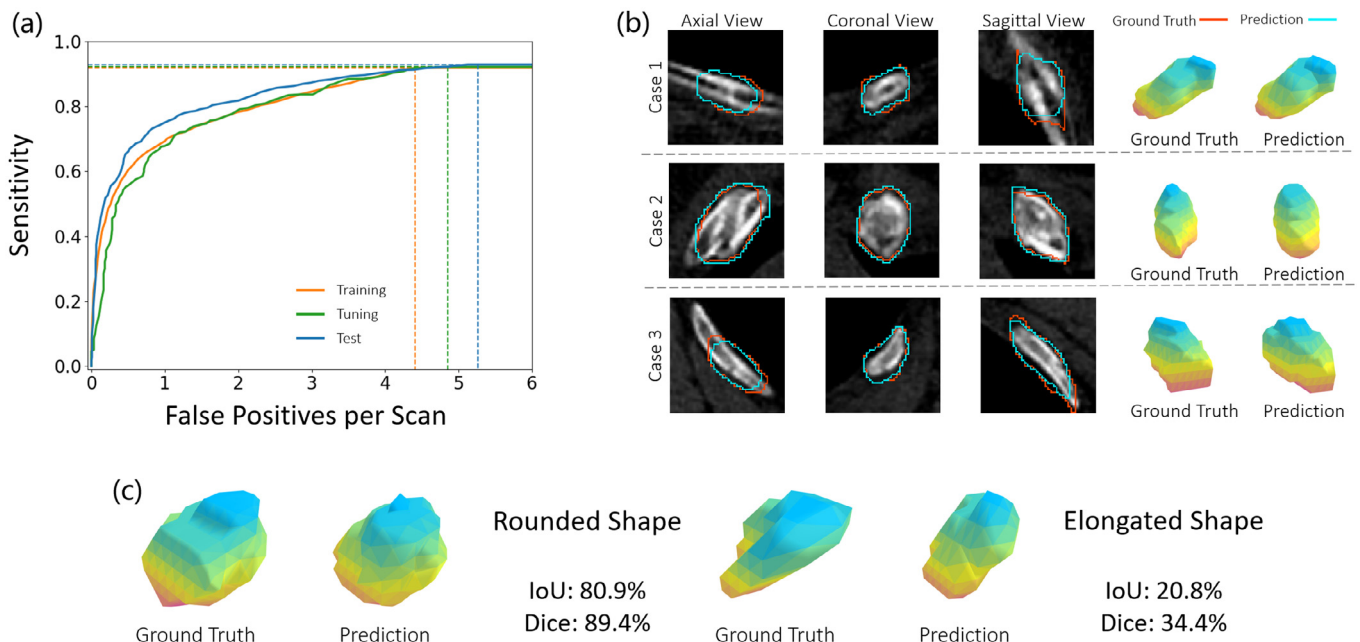 (a)
1.0
0.8
0.6
0.4
0.2
0.0
Sensitivity
Training
Tuning
Test
0 1 2 3 4 5 6
False Positives per Scan
(b)
Axial View Coronal View Sagittal View Ground Truth Prediction
Case 1
Ground Truth Prediction
Case 2
Ground Truth Prediction
Case 3
Ground Truth Prediction
(c)
Rounded Shape
IoU: 80.9%
Dice: 89.4%
Ground Truth Prediction
Elongated Shape
IoU: 20.8%
Dice: 34.4%
Ground Truth Prediction